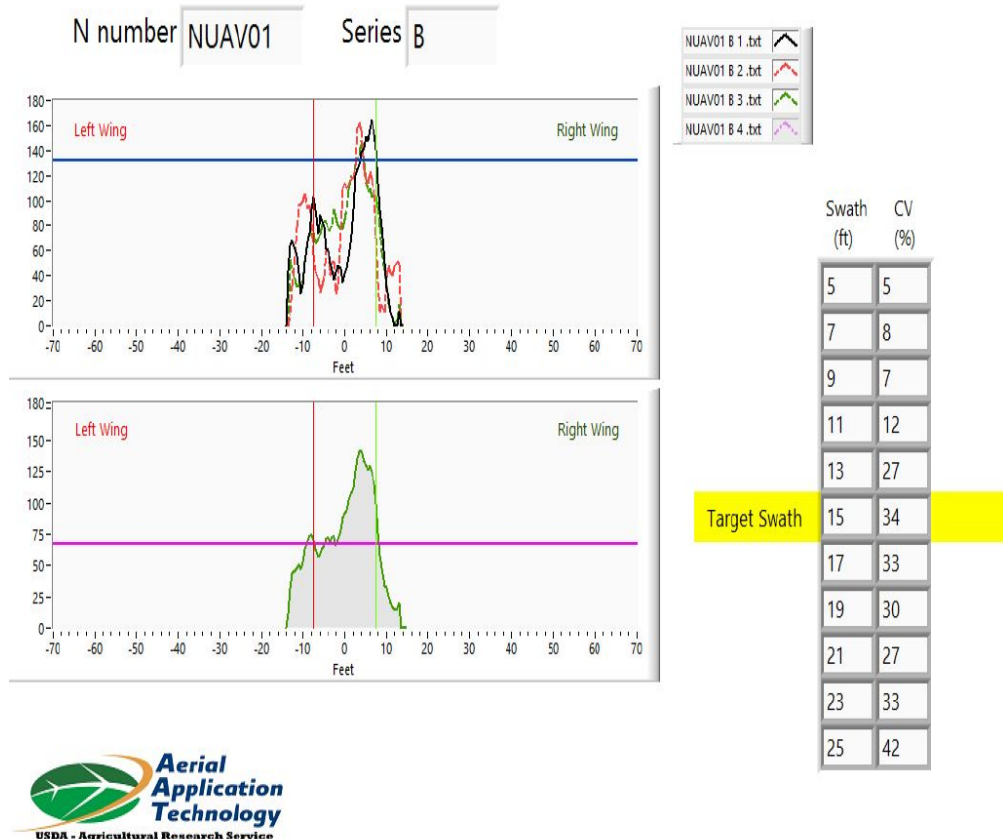 N number NUAV01 Series B
NUAV01 B 1 .txt
NUAV01 B 2 .txt
NUAV01 B 3 .txt
NUAV01 B 4 .txt
180
160
140
120
100
80
60
40
20
0
Left Wing Right Wing
-70 -60 -50 -40 -30 -20 -10 0 10 20 30 40 50 60 70
Feet
180
150
125
100
75
50
25
0
Left Wing Right Wing
-70 -60 -50 -40 -30 -20 -10 0 10 20 30 40 50 60 70
Feet
Swath CV
(ft) (%)
5 5
7 8
9 7
11 12
13 27
Target Swath 15 34
17 33
19 30
21 27
23 33
25 42
Aerial
Application
Technology
USDA - Agricultural Research Service